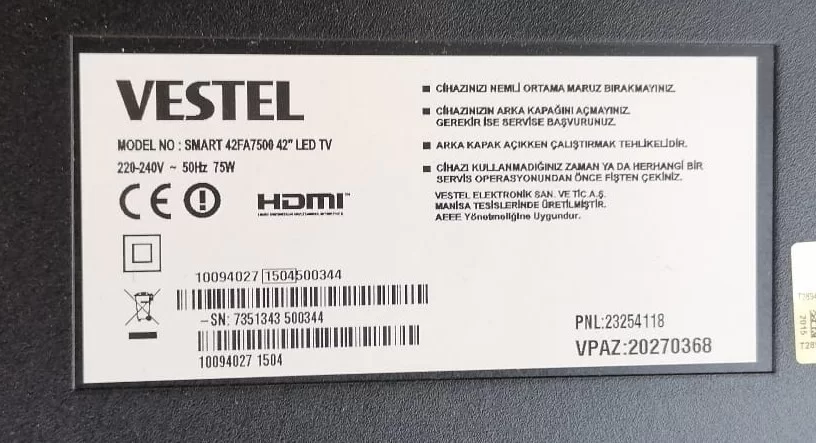 VESTEL
MODEL NO : SMART 42FA7500 42" LED TV
220-240V ~ 50Hz 75W
CE
HDMI™
10094027 1504500344
-SN: 7351343 500344
10094027 1504
CİHAZINIZI NEMLİ ORTAMA MARUZ BIRAKMAYINIZ.
CİHAZINIZIN ARKA KAPAĞINI AÇMAYINIZ.
GEREKİR İSE SERVİSE BAŞVURUNUZ.
ARKA KAPAK AÇIKKEN ÇALIŞTIRMAK TEHLİKELİDİR.
CİHAZI KULLANMADIĞINIZ ZAMAN YA DA HERHANGİ BİR
SERVİS OPERASYONUNDAN ÖNCE FİŞTEN ÇEKİNİZ.
VESTEL ELEKTRONİK SAN. VE TİC A.Ş.
MANİSA TESİSLERİNDE ÜRETİLMİŞTİR.
AEEE Yönetmeliğine Uygundur.
PNL:23254118
VPAZ:20270368
2015